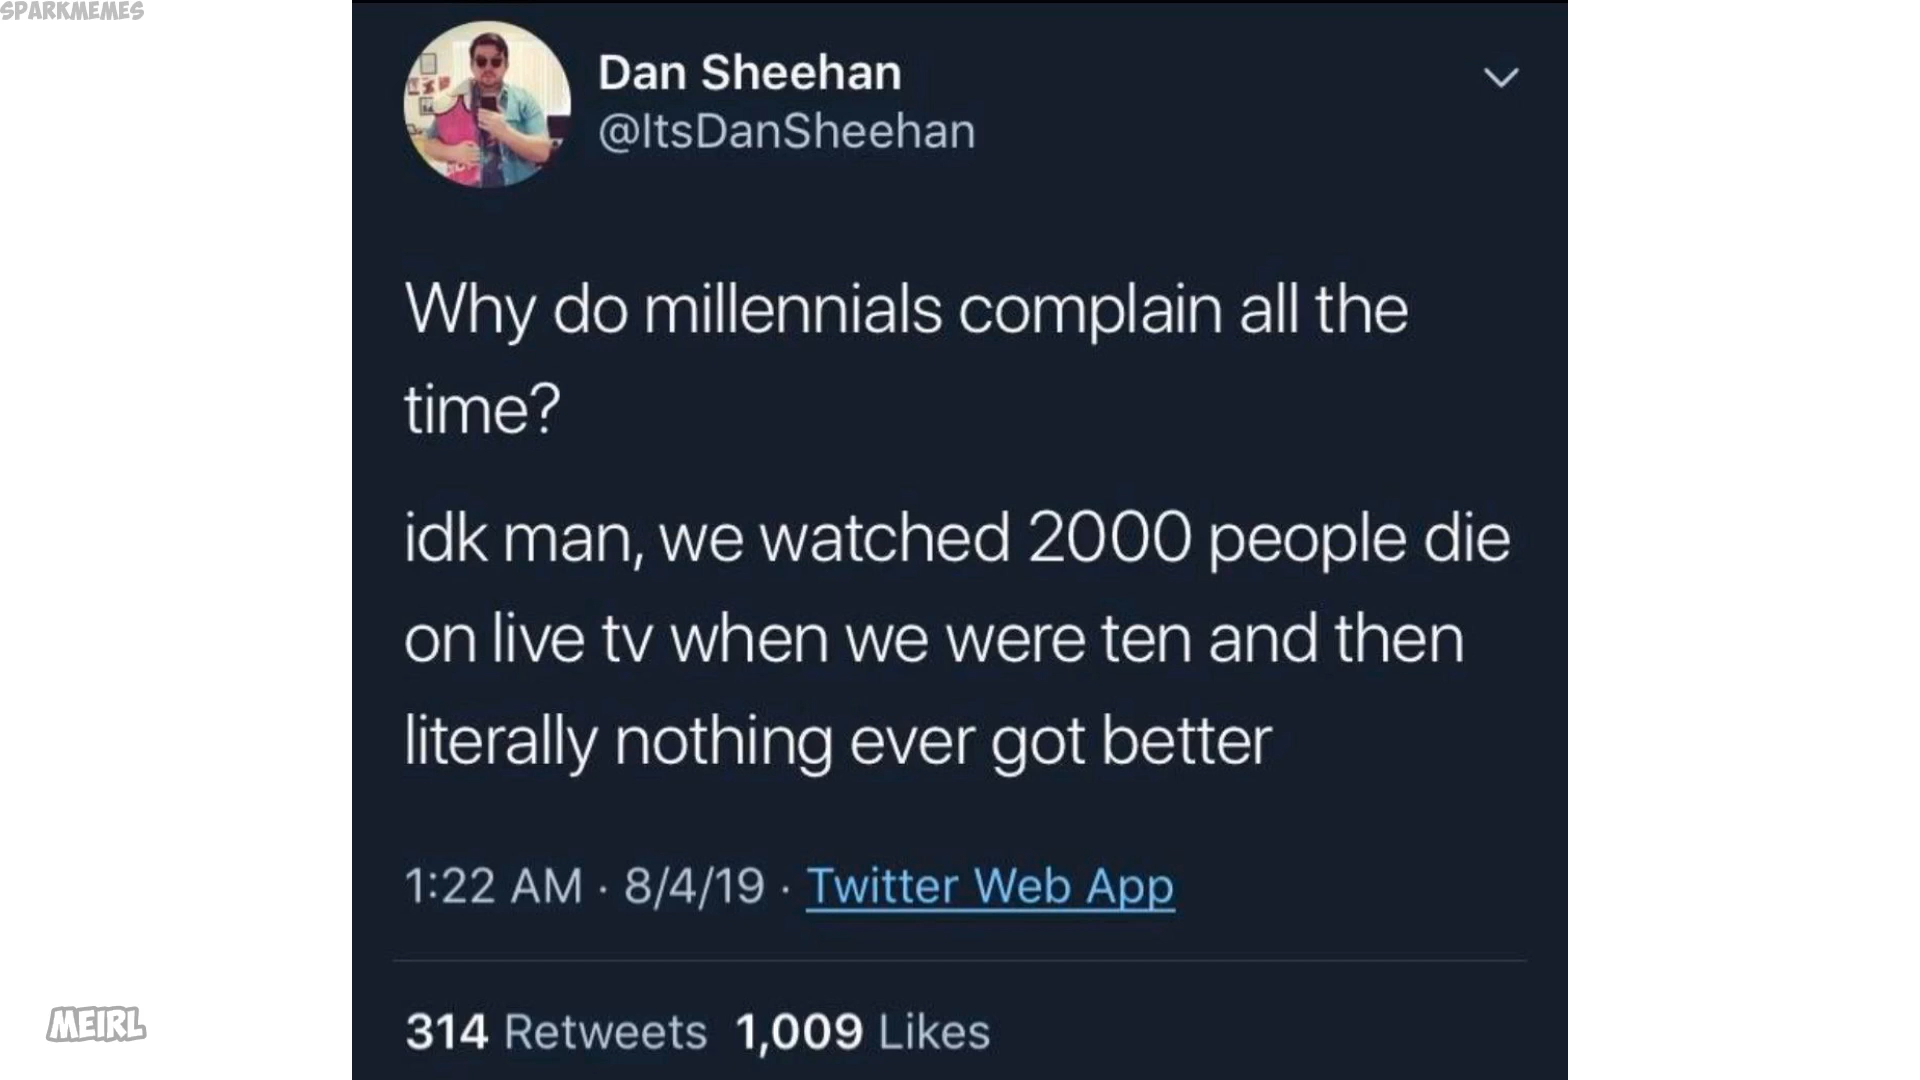 SPARKMEMES
Dan Sheehan
@ItsDanSheehan
Why do millennials complain all the
time?
idk man, we watched 2000 people die
on live tv when we were ten and then
literally nothing ever got better
1:22 AM · 8/4/19 · Twitter Web App
314 Retweets 1,009 Likes
MEIRL